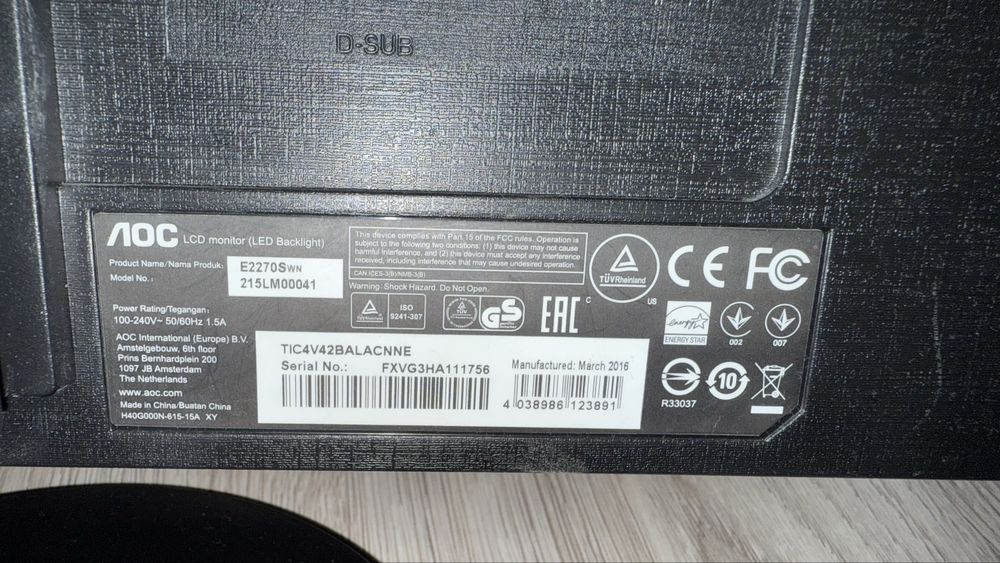 D-SUB
AOC LCD monitor (LED Backlight)
Product Name/Nama Produk: E2270SWN
Model No.: 215LM00041
Power Rating/Tegangan:
100-240V~ 50/60Hz 1.5A
AOC International (Europe) B.V.
Amstelgebouw, 6th floor
Prins Bernhardplein 200
1097 JB Amsterdam
The Netherlands
www.aoc.com
Made in China/Buatan China
H40G000N-615-15A XY
This device complies with Part 15 of the FCC rules. Operation is
subject to the following two conditions: (1) this device may not cause
harmful interference, and (2) this device must accept any interference
received, including interference that may cause undesired operation.
CAN ICES-3(B)/NMB-3(B)
Warning: Shock Hazard. Do Not Open.
ISO
9241-307
TÜV
GS
EAC
TÜVRheinland
C US
CE FC
energy
ENERGY STAR
002
007
R33037
10
TIC4V42BALACNNE
Serial No.: FXVG3HA111756
Manufactured: March 2016
4 038986 123891